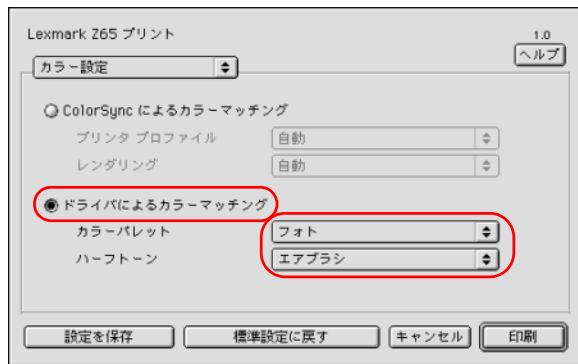 Lexmark Z65 プリント
1.0
カラー設定
ヘルプ
ColorSync によるカラーマッチング
プリンタ プロファイル 自動
レンダリング 自動
ドライバによるカラーマッチング
カラーパレット フォト
ハーフトーン エアブラシ
設定を保存 標準設定に戻す キャンセル 印刷